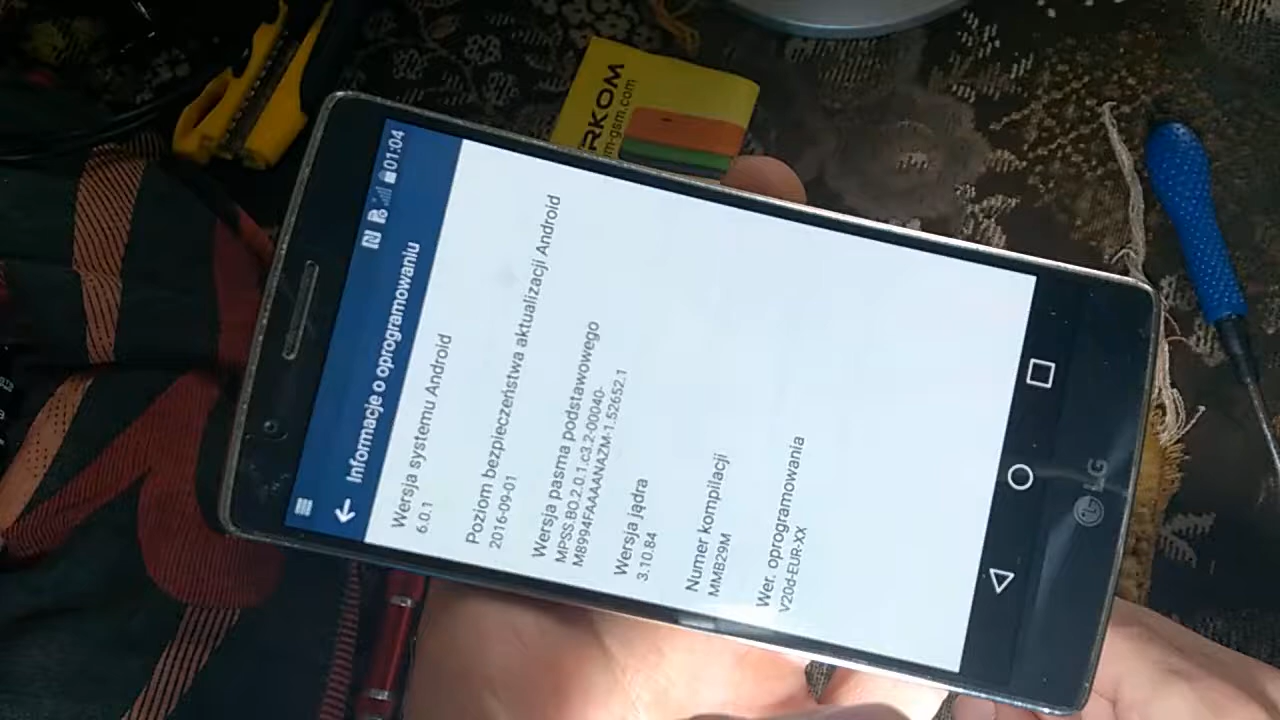 01:04
Informacje o oprogramowaniu
Wersja systemu Android
6.0.1
Poziom bezpieczeństwa aktualizacji Android
2016-09-01
Wersja pasma podstawowego
MPSS.BO.2.0.1.c3.2-00040-
M8994FAAAANAZM-1.52652.1
Wersja jądra
3.10.84
Numer kompilacji
MMB29M
Wer. oprogramowania
V20d-EUR-XX
LG
RKOM
m-gsm.com